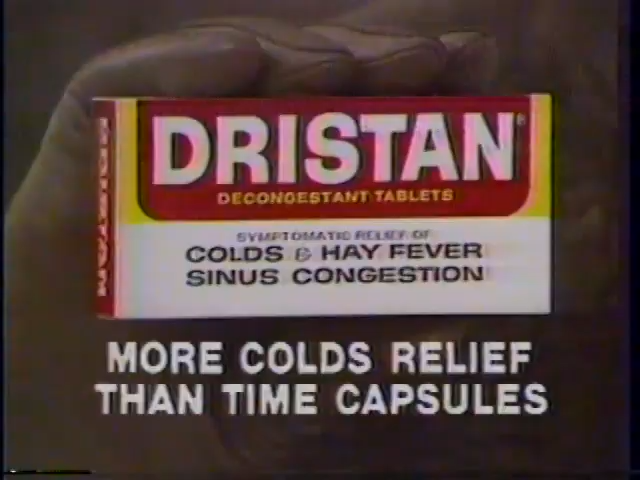 DRISTAN®
DECONGESTANT TABLETS
SYMPTOMATIC RELIEF OF
COLDS & HAY FEVER
SINUS CONGESTION
DRISTAN
MORE COLDS RELIEF
THAN TIME CAPSULES